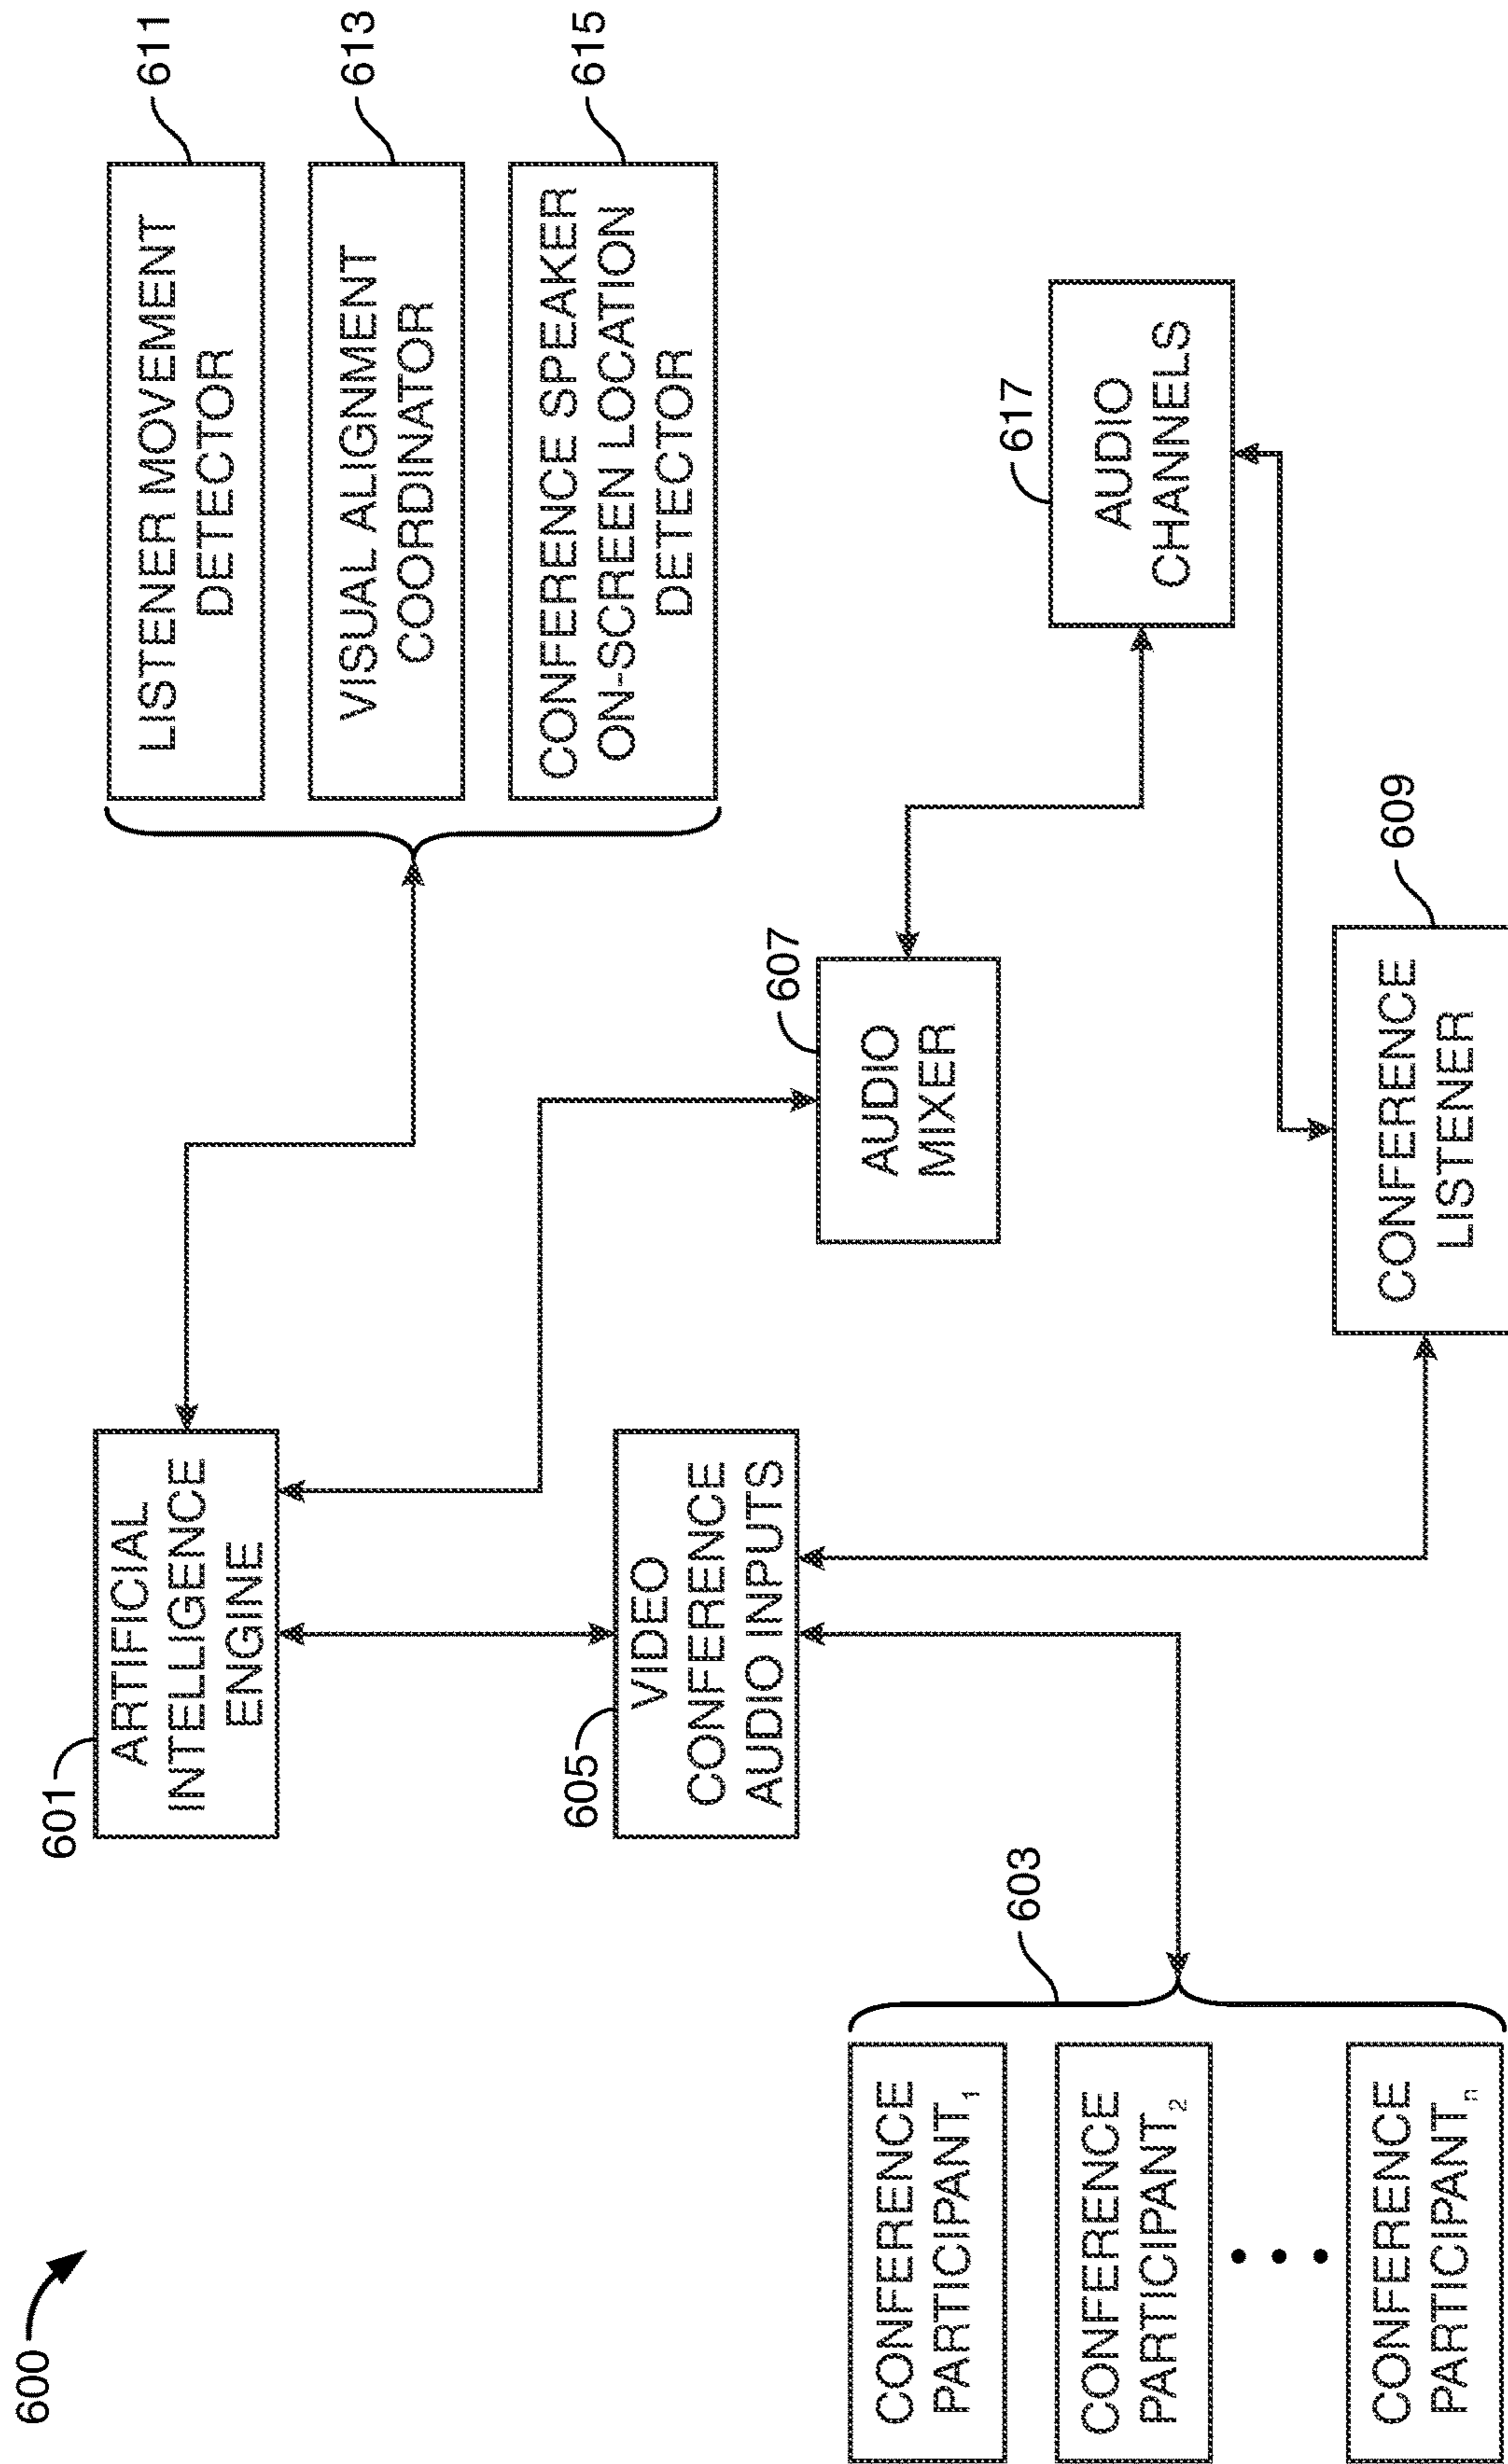 600
601
ARTIFICIAL
INTELLIGENCE
ENGINE
611
LISTENER MOVEMENT
DETECTOR
613
VISUAL ALIGNMENT
COORDINATOR
615
CONFERENCE SPEAKER
ON-SCREEN LOCATION
DETECTOR
605
VIDEO
CONFERENCE
AUDIO INPUTS
607
AUDIO
MIXER
617
AUDIO
CHANNELS
603
CONFERENCE
PARTICIPANT₁
CONFERENCE
PARTICIPANT₂
CONFERENCE
PARTICIPANTₙ
609
CONFERENCE
LISTENER